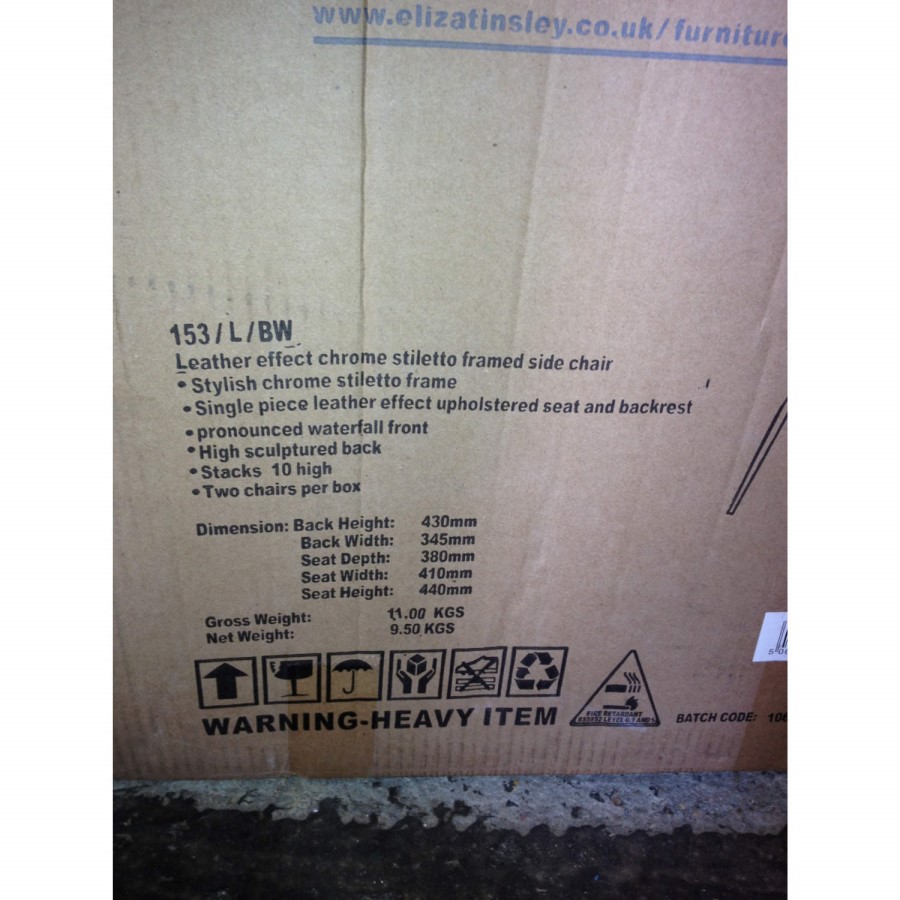 www.elizatinsley.co.uk/furniture
153/L/BW
Leather effect chrome stiletto framed side chair
• Stylish chrome stiletto frame
• Single piece leather effect upholstered seat and backrest
• pronounced waterfall front
• High sculptured back
• Stacks 10 high
• Two chairs per box
Dimension: Back Height: 430mm
Back Width: 345mm
Seat Depth: 380mm
Seat Width: 410mm
Seat Height: 440mm
Gross Weight: 11.00 KGS
Net Weight: 9.50 KGS
WARNING-HEAVY ITEM
FIRE RETARDANT
BATCH CODE: 106